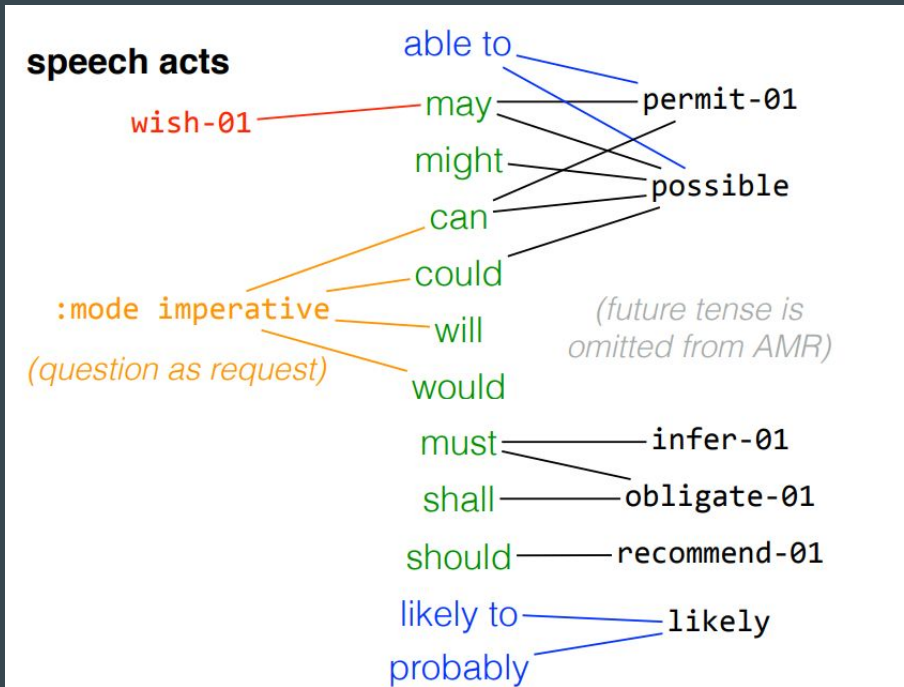 speech acts
able to
may
permit-01
wish-01
might
possible
can
could
:mode imperative
(future tense is
omitted from AMR)
will
(question as request)
would
must
infer-01
shall
obligate-01
should
recommend-01
likely to
likely
probably